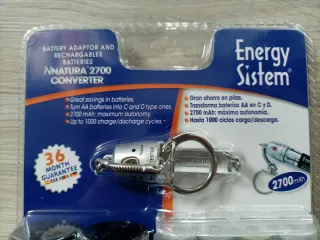 BATTERY ADAPTOR AND
RECHARGABLES
BATTERIES
NNATURA 2700
CONVERTER
Energy
Sistem®
• Great savings in batteries.
• Turn AA batteries into C and D type ones.
• 2700 mAh: maximum autonomy.
• Up to 1000 charge/discharge cycles.
• Gran ahorro en pilas.
• Transforma baterías AA en C y D.
• 2700 mAh: máxima autonomía.
• Hasta 1000 ciclos carga/descarga.
36
MONTH
GUARANTEE
2700mAh